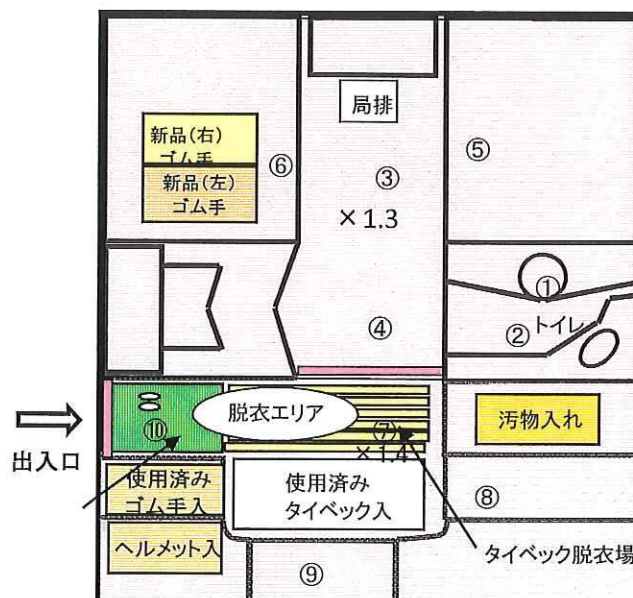 局排
新品(右)
ゴム手
新品(左)
ゴム手
⑥
③
⑤
×1.3
④
①
②
トイレ
⑩
脱衣エリア
⑦
×1.4
汚物入れ
出入口
使用済み
ゴム手入
使用済み
タイベック入
⑧
ヘルメット入
タイベック脱衣場
⑨